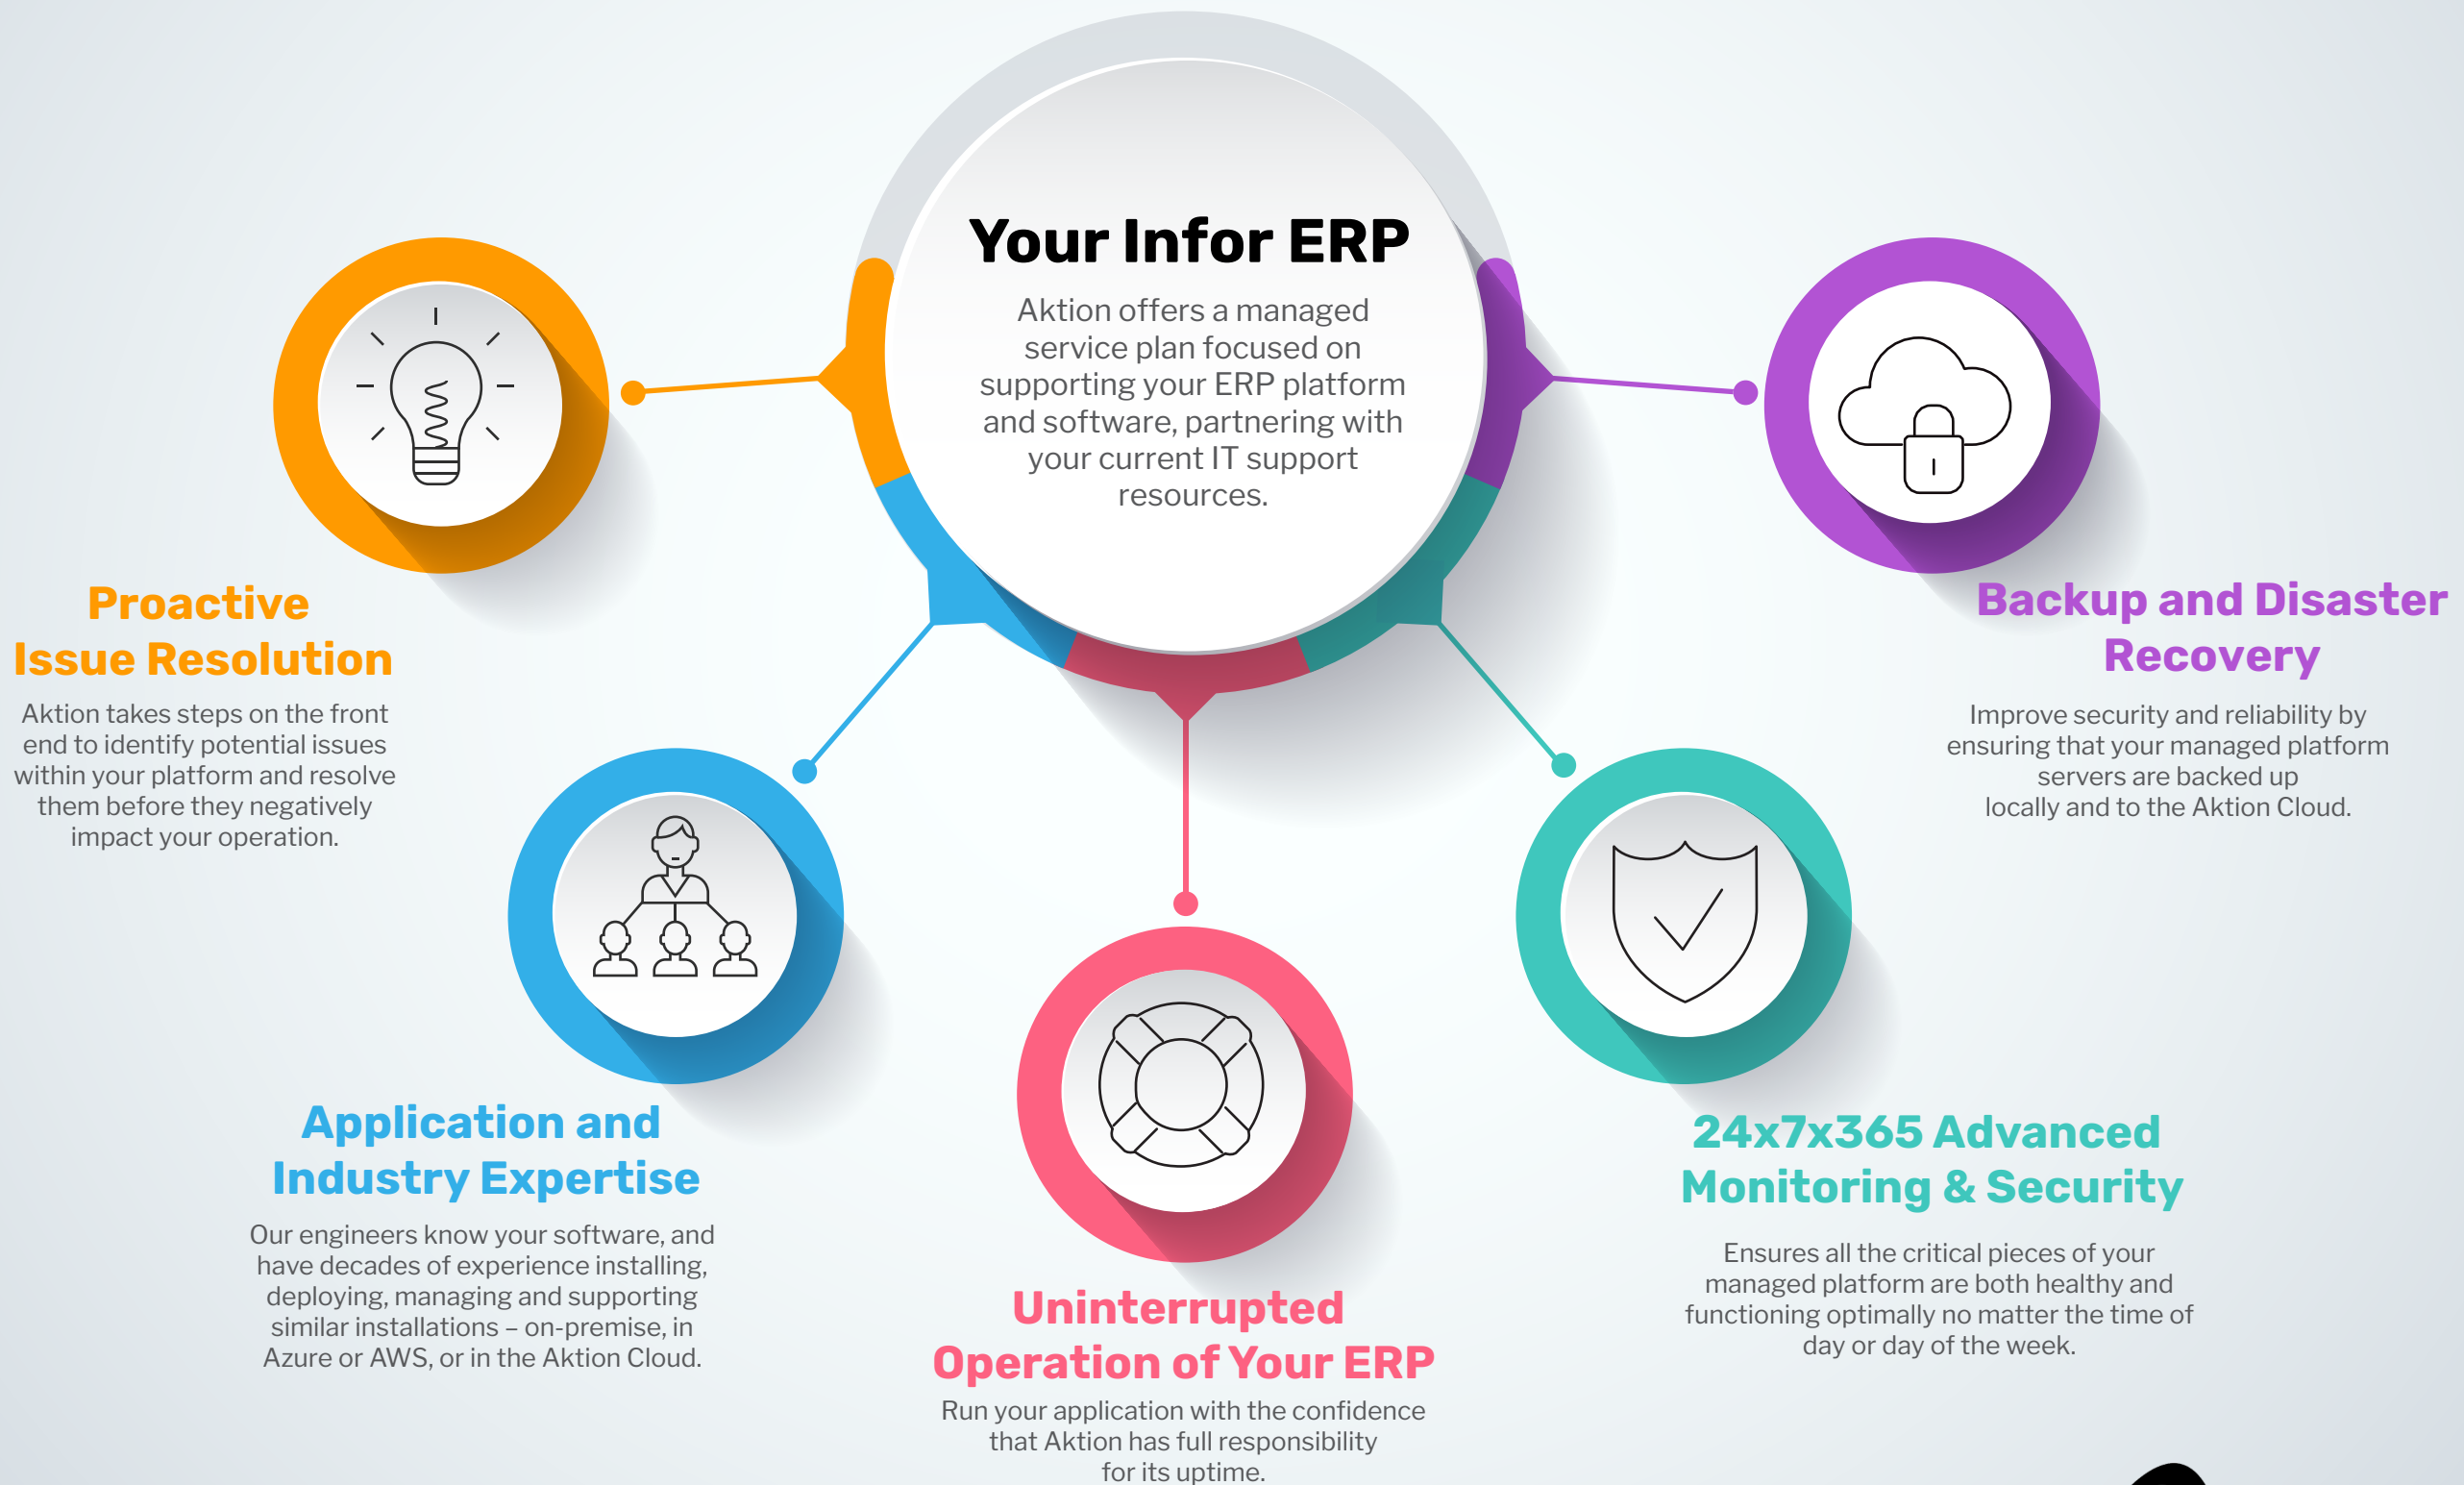 Your Infor ERP
Aktion offers a managed
service plan focused on
supporting your ERP platform
and software, partnering with
your current IT support
resources.
Proactive
Issue Resolution
Aktion takes steps on the front
end to identify potential issues
within your platform and resolve
them before they negatively
impact your operation.
Application and
Industry Expertise
Our engineers know your software, and
have decades of experience installing,
deploying, managing and supporting
similar installations – on-premise, in
Azure or AWS, or in the Aktion Cloud.
Uninterrupted
Operation of Your ERP
Run your application with the confidence
that Aktion has full responsibility
for its uptime.
24x7x365 Advanced
Monitoring & Security
Ensures all the critical pieces of your
managed platform are both healthy and
functioning optimally no matter the time of
day or day of the week.
Backup and Disaster
Recovery
Improve security and reliability by
ensuring that your managed platform
servers are backed up
locally and to the Aktion Cloud.